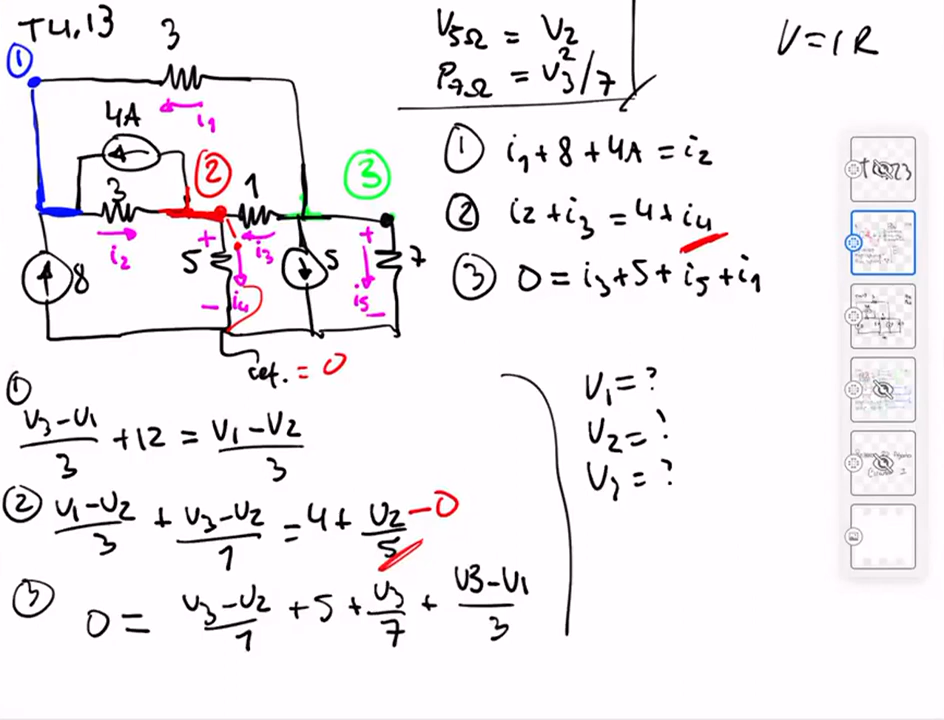 T4.13
3
①
4A
i1
②
3
1
③
i2
+
i3
+
8
5
5
7
-
i4
i5
-
ref. = 0
V5Ω = V2
P7Ω = V3²/7
V = I R
① i1 + 8 + 4A = i2
② i2 + i3 = 4 + i4
③ 0 = i3 + 5 + i5 + i1
①
(V3 - V1)/3 + 12 = (V1 - V2)/3
② (V1 - V2)/3 + (V3 - V2)/1 = 4 + (V2 - 0)/5
③ 0 = (V3 - V2)/1 + 5 + V3/7 + (V3 - V1)/3
V1 = ?
V2 = ?
V3 = ?